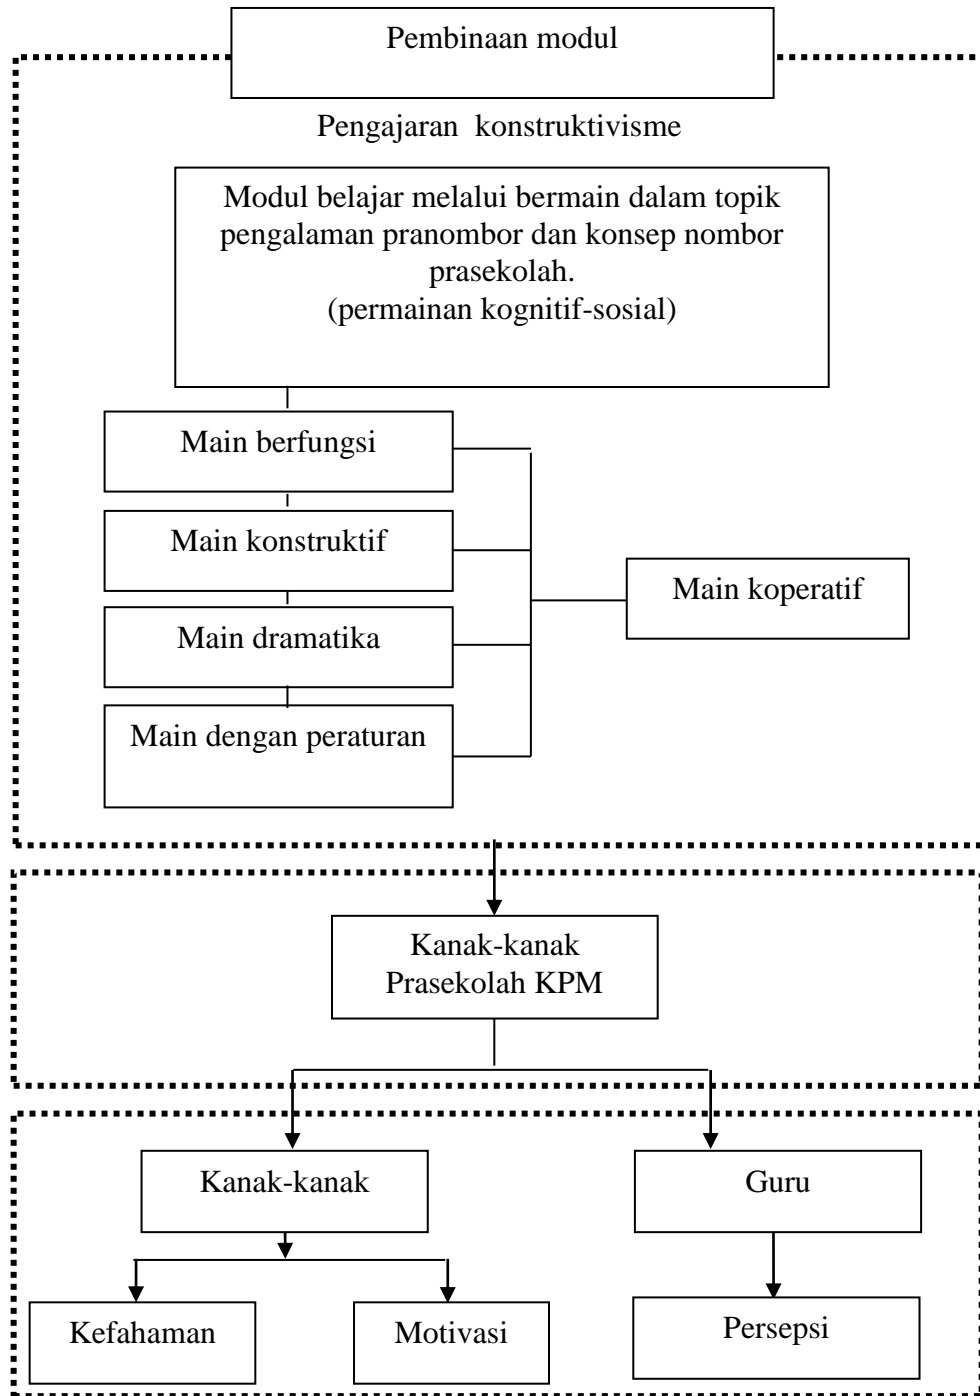 Pembinaan modul
Pengajaran konstruktivisme
Modul belajar melalui bermain dalam topik
pengalaman pranombor dan konsep nombor
prasekolah.
(permainan kognitif-sosial)
Main berfungsi
Main konstruktif
Main koperatif
Main dramatika
Main dengan peraturan
Kanak-kanak
Prasekolah KPM
Kanak-kanak
Guru
Kefahaman
Motivasi
Persepsi